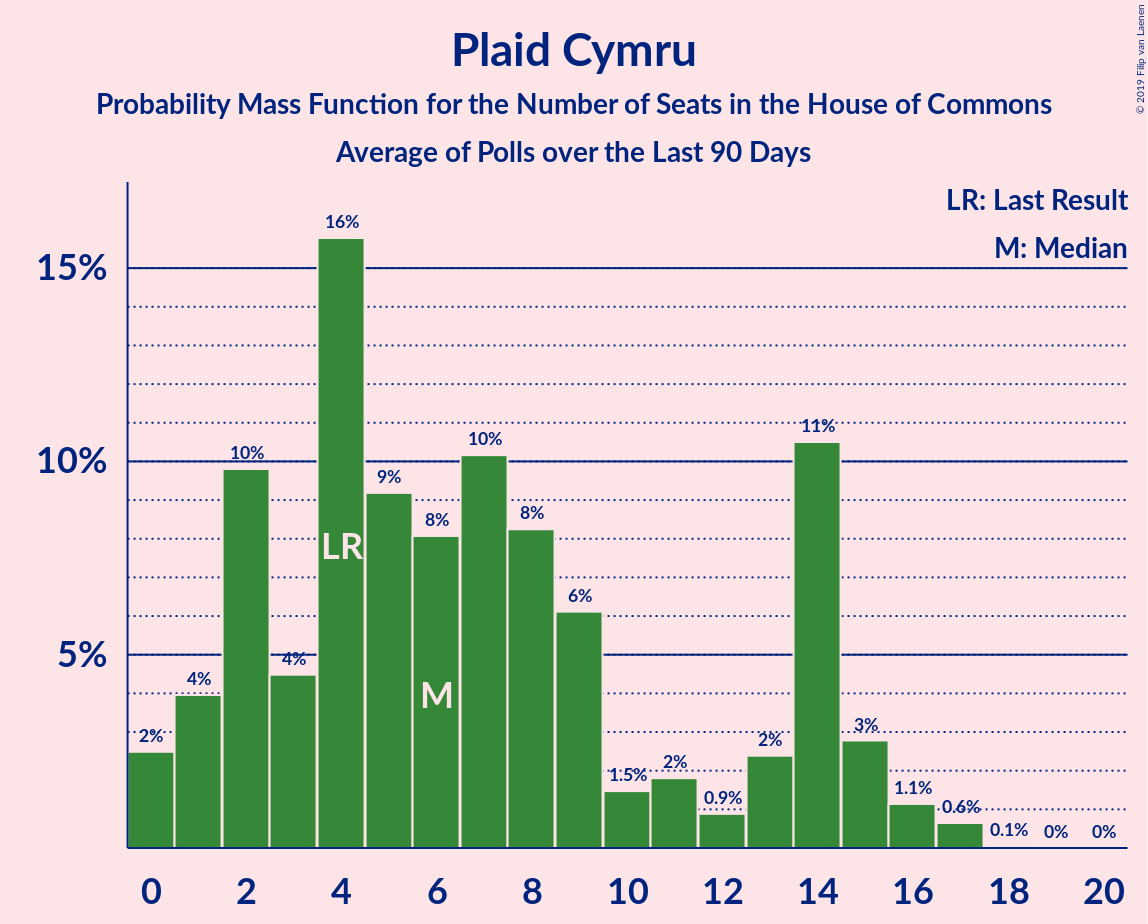 Plaid Cymru
Probability Mass Function for the Number of Seats in the House of Commons
Average of Polls over the Last 90 Days
© 2019 Filip van Laenen
LR: Last Result
M: Median
15%
10%
5%
2%
4%
10%
4%
16%
9%
8%
10%
8%
6%
1.5%
2%
0.9%
2%
11%
3%
1.1%
0.6%
0.1%
0%
0%
LR
M
0 2 4 6 8 10 12 14 16 18 20